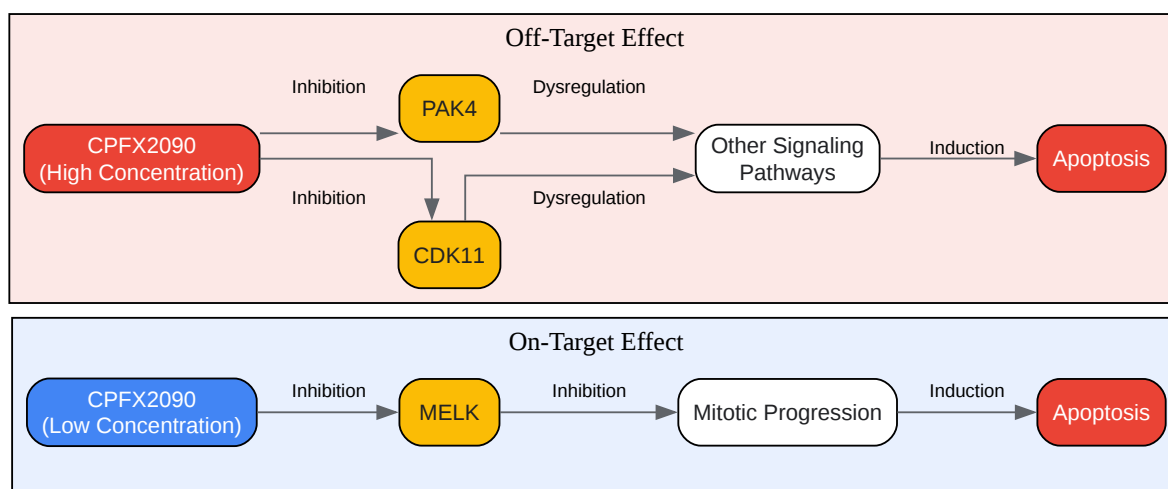 Off-Target Effect
Inhibition
PAK4
Dysregulation
CPFX2090
(High Concentration)
Other Signaling
Pathways
Induction
Apoptosis
Inhibition
Dysregulation
CDK11
On-Target Effect
CPFX2090
(Low Concentration)
Inhibition
MELK
Inhibition
Mitotic Progression
Induction
Apoptosis